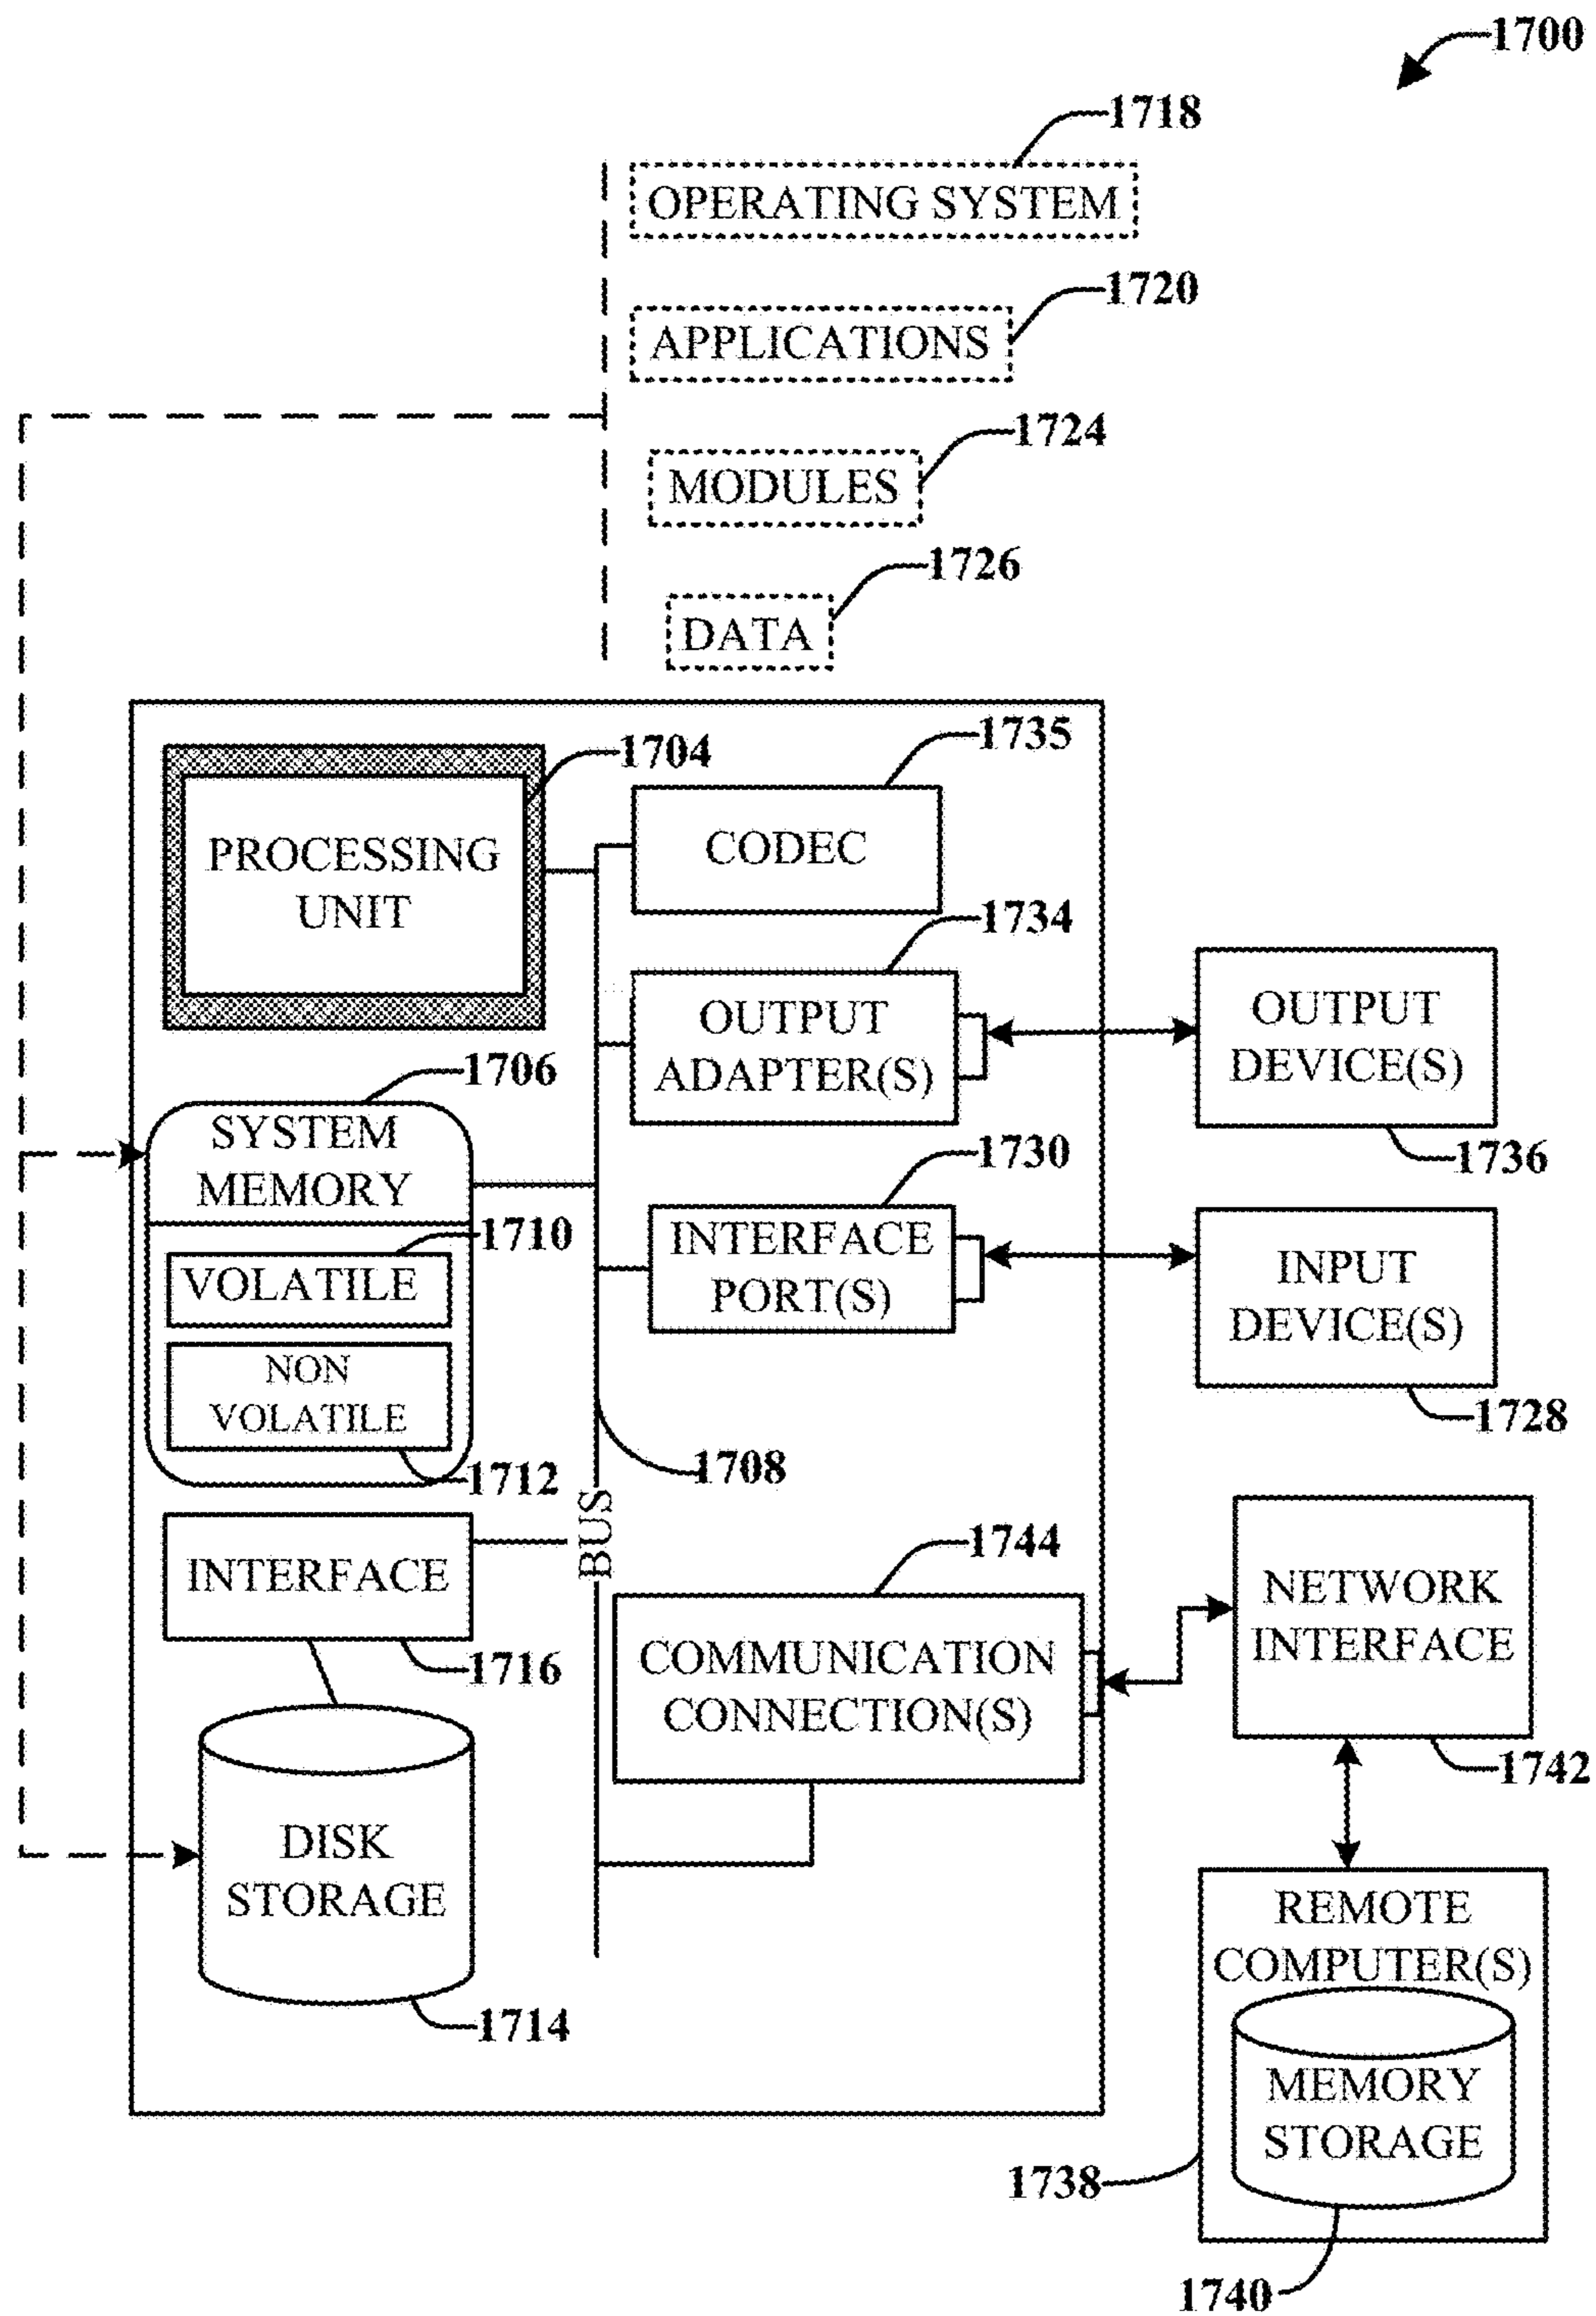 1700
1718
OPERATING SYSTEM
1720
APPLICATIONS
1724
MODULES
1726
DATA
1704
PROCESSING
UNIT
1735
CODEC
1734
OUTPUT
ADAPTER(S)
OUTPUT
DEVICE(S)
1736
1706
SYSTEM
MEMORY
1710
VOLATILE
NON
VOLATILE
1712
1730
INTERFACE
PORT(S)
INPUT
DEVICE(S)
1728
1708
BUS
INTERFACE
1716
1744
COMMUNICATION
CONNECTION(S)
NETWORK
INTERFACE
1742
DISK
STORAGE
1714
REMOTE
COMPUTER(S)
MEMORY
STORAGE
1738
1740